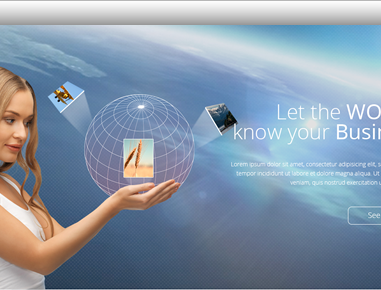 Let the WO
know your Busin
Lorem ipsum dolor sit amet, consectetur adipisicing elit, s
tempor incididunt ut labore et dolore magna aliqua. Ut
veniam, quis nostrud exercitation
See